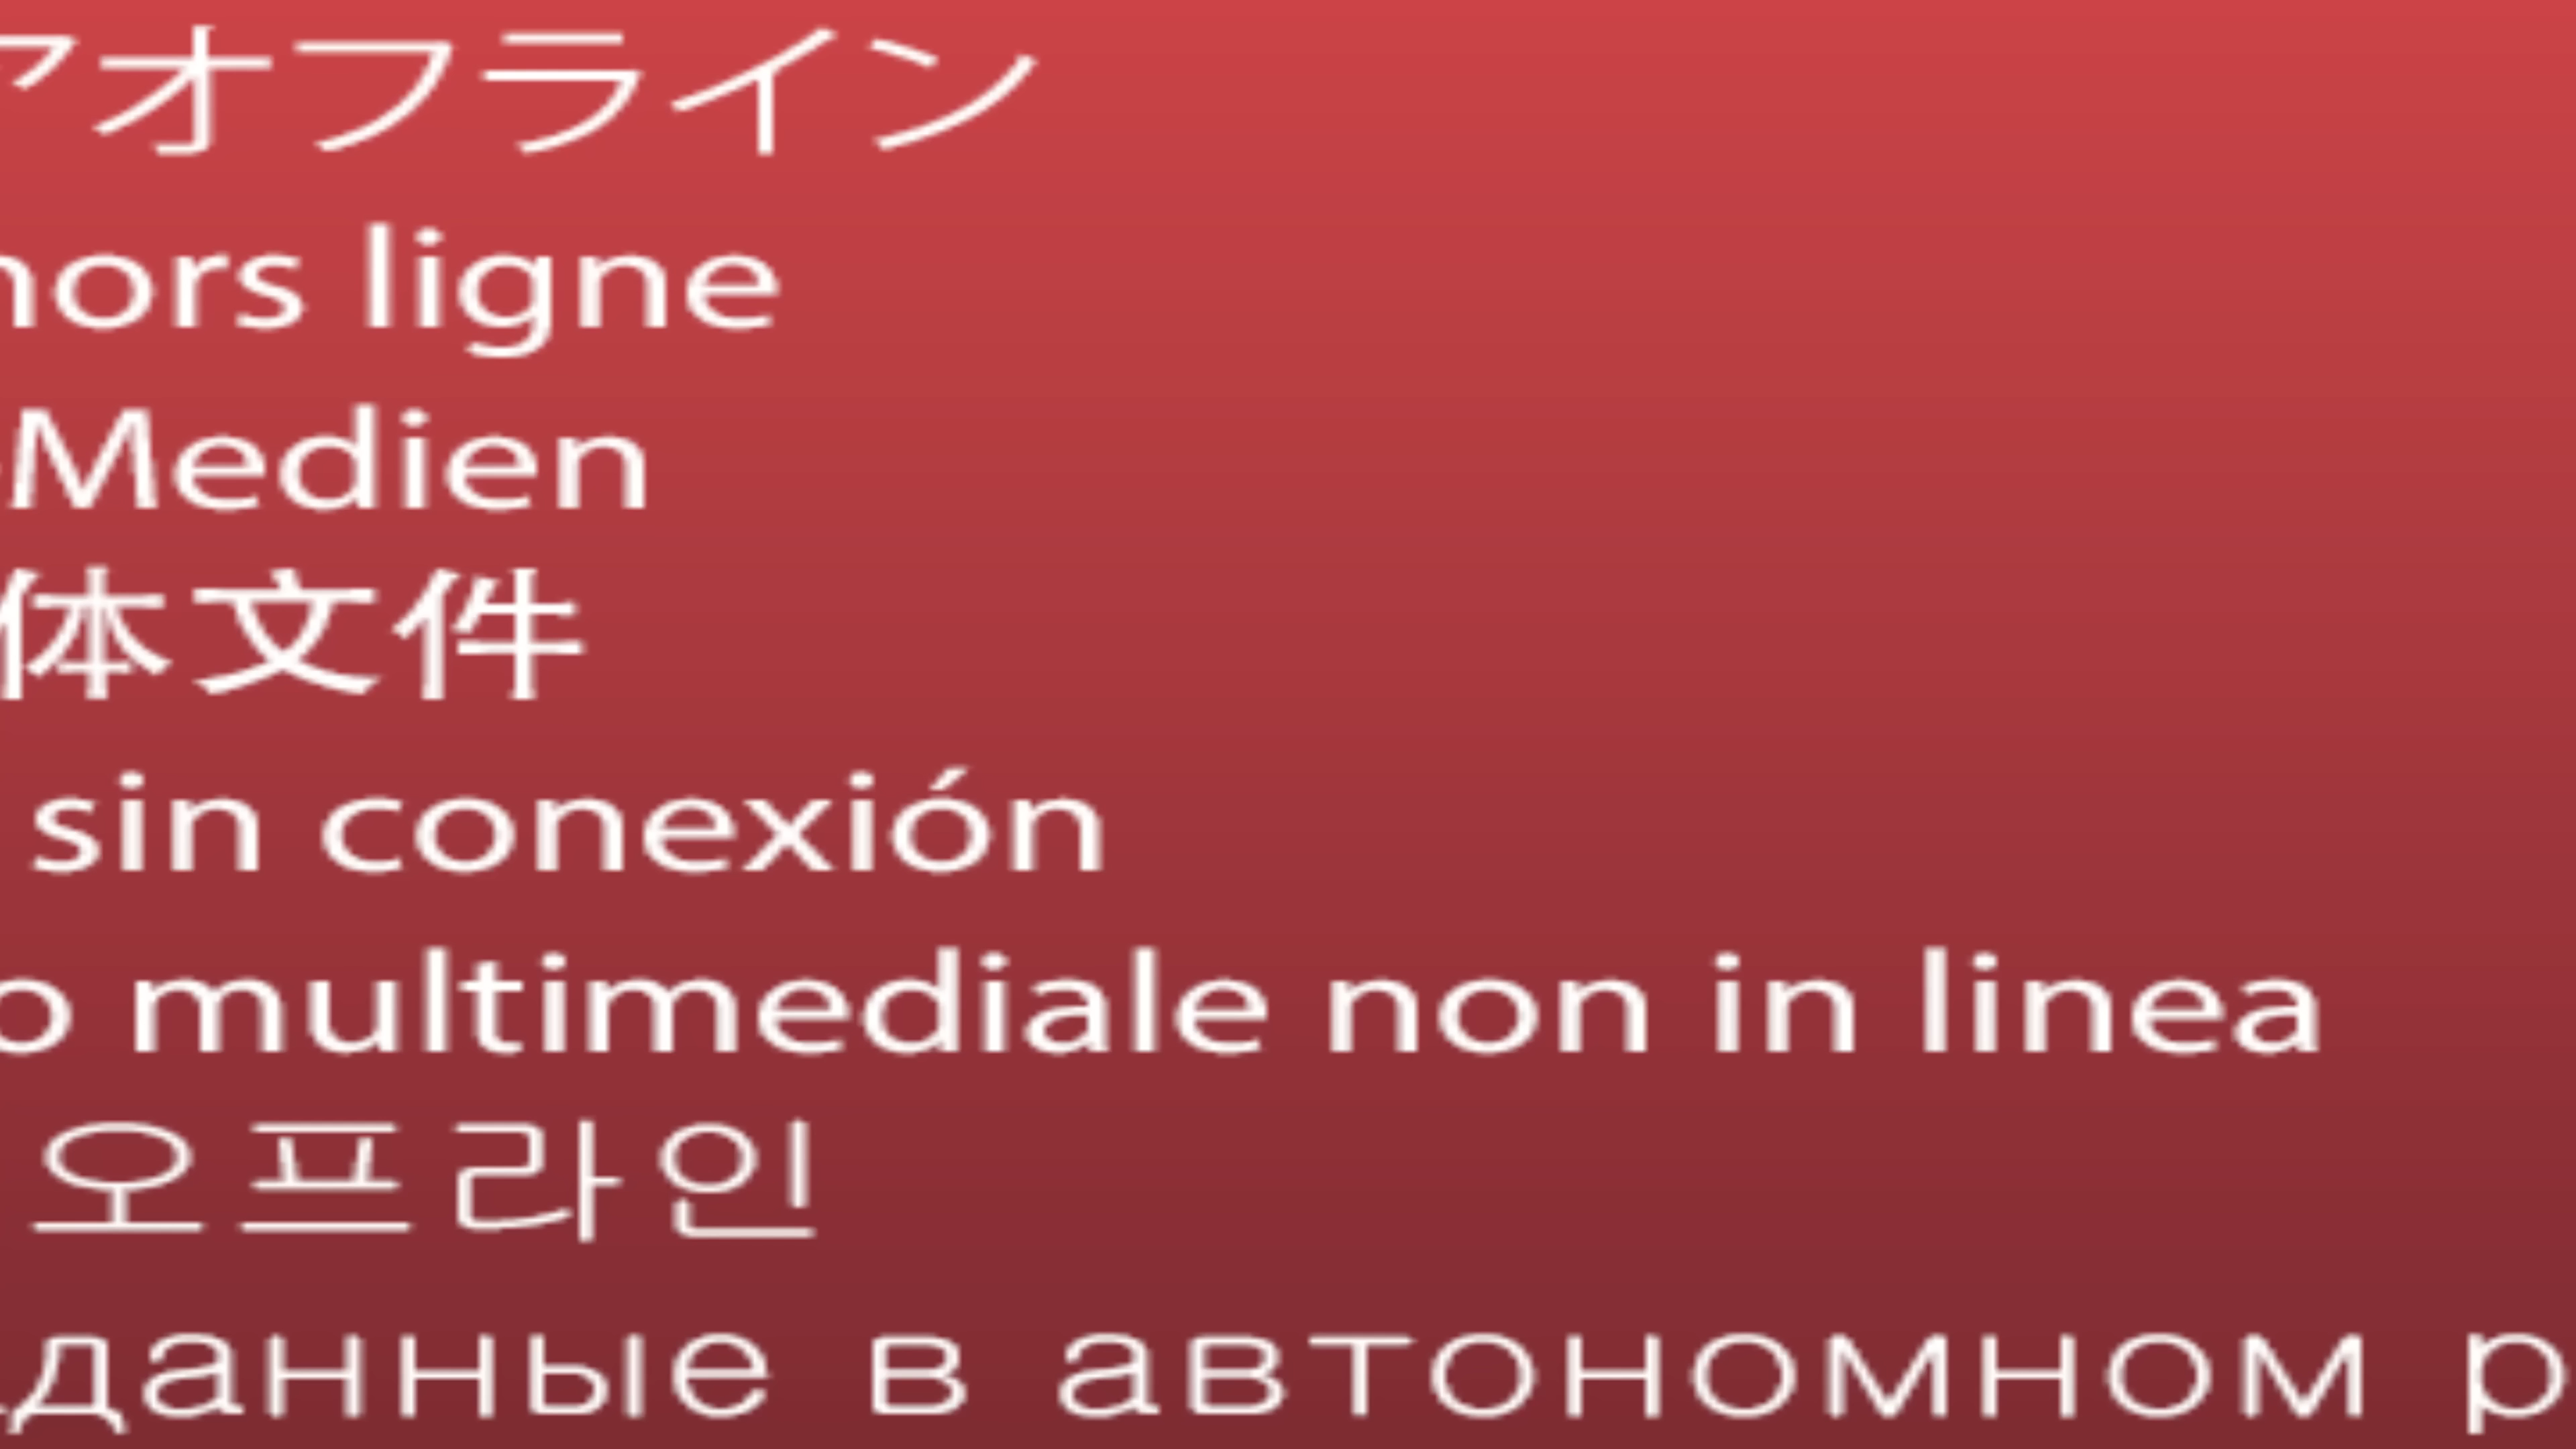 アオフライン
hors ligne
Medien
体文件
sin conexión
o multimediale non in linea
오프라인
данные в автономном р